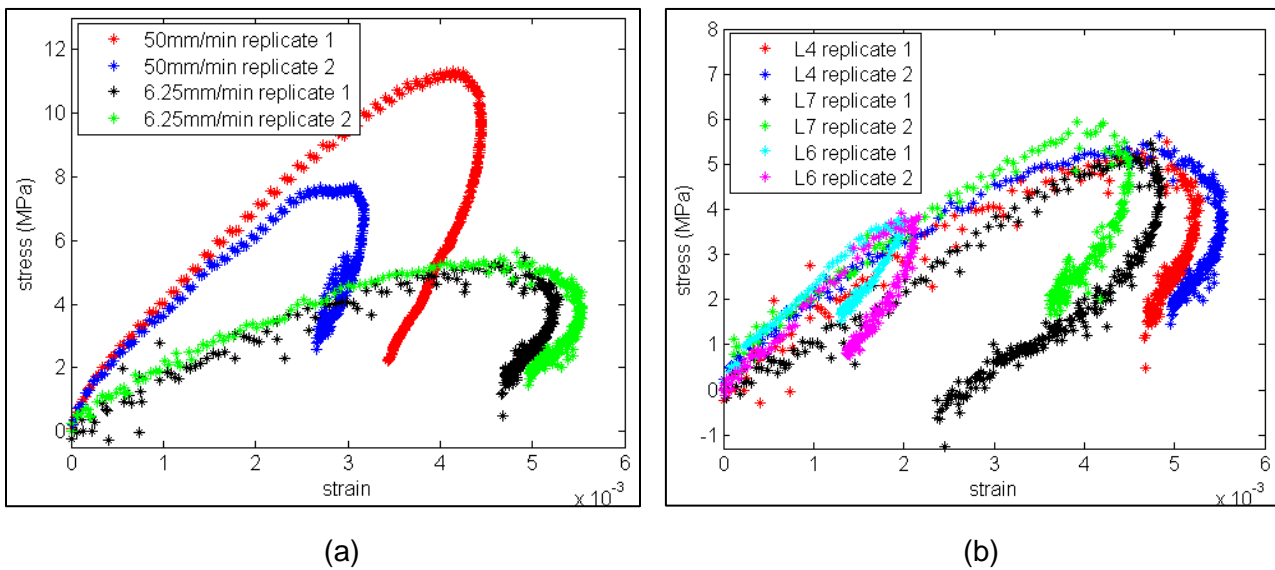 12
10
8
6
4
2
0
stress (MPa)
50mm/min replicate 1
50mm/min replicate 2
6.25mm/min replicate 1
6.25mm/min replicate 2
0 1 2 3 4 5 6
strain
x 10-3
(a)
8
7
6
5
4
3
2
1
0
-1
stress (MPa)
L4 replicate 1
L4 replicate 2
L7 replicate 1
L7 replicate 2
L6 replicate 1
L6 replicate 2
0 1 2 3 4 5 6
strain
x 10-3
(b)